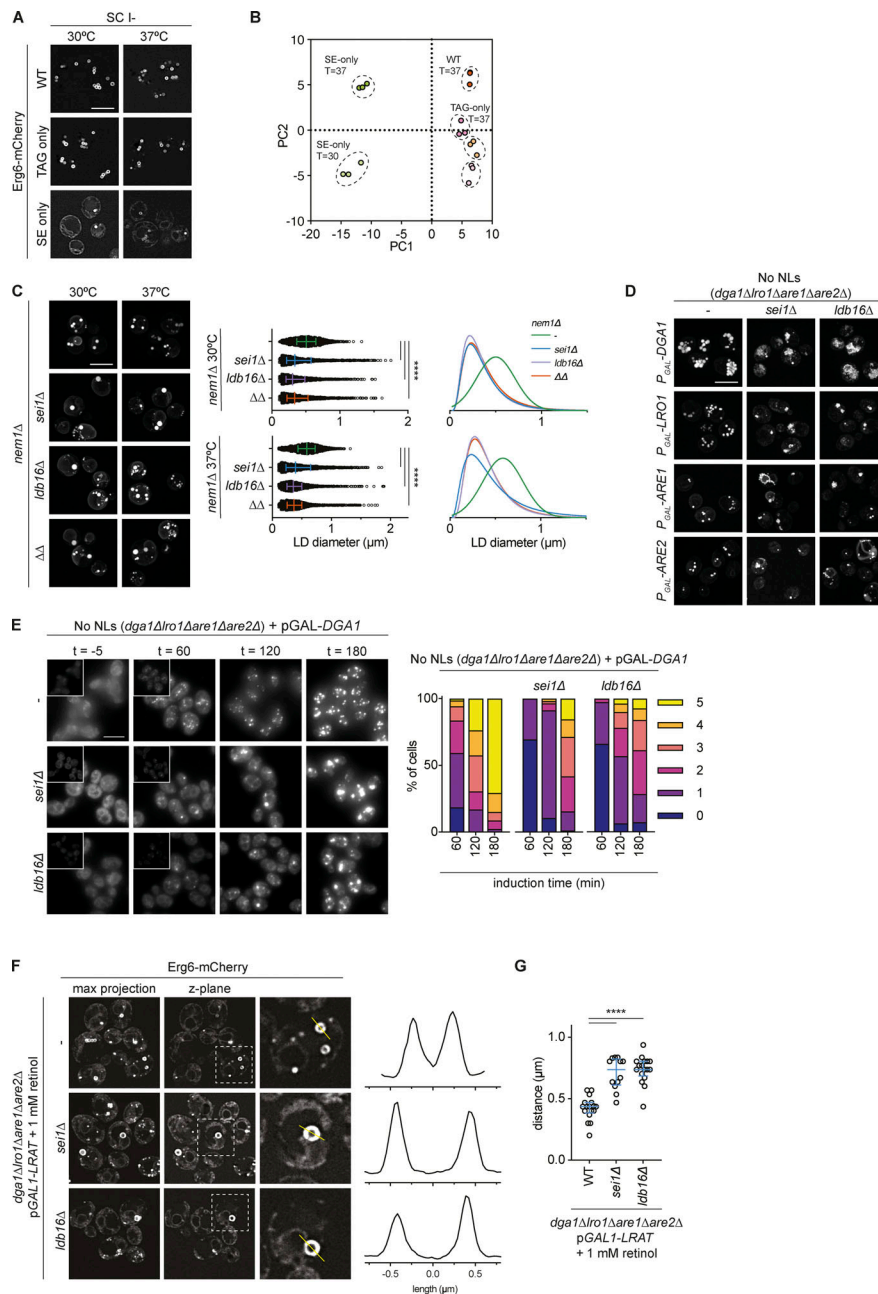 A
SC I-
30ºC 37ºC
Erg6-mCherry
WT
TAG only
SE only
B
PC2
10
5
0
-5
-10
SE-only
T=37
WT
T=37
TAG-only
T=37
SE-only
T=30
-20 -15 -10 -5 0 5 10
PC1
C
30ºC 37ºC
nem1Δ
-
sei1Δ
ldb16Δ
ΔΔ
nem1Δ 30ºC
sei1Δ
ldb16Δ
ΔΔ
****
0 1 2
nem1Δ 37ºC
sei1Δ
ldb16Δ
ΔΔ
****
0 1 2
LD diameter (µm)
nem1Δ
-
sei1Δ
ldb16Δ
ΔΔ
0 1
0 1
LD diameter (µm)
D
No NLs
(dga1Δlro1Δare1Δare2Δ)
- sei1Δ ldb16Δ
PGAL-DGA1
PGAL-LRO1
PGAL-ARE1
PGAL-ARE2
E
No NLs (dga1Δlro1Δare1Δare2Δ) + pGAL-DGA1
t = -5 t = 60 t = 120 t = 180
-
sei1Δ
ldb16Δ
No NLs (dga1Δlro1Δare1Δare2Δ) + pGAL-DGA1
sei1Δ ldb16Δ
% of cells
100
50
0
60 120 180 60 120 180 60 120 180
induction time (min)
5
4
3
2
1
0
F
Erg6-mCherry
max projection z-plane
dga1Δlro1Δare1Δare2Δ
pGAL1-LRAT + 1 mM retinol
-
sei1Δ
ldb16Δ
-0.5 0.0 0.5
length (µm)
G
****
distance (µm)
1.0
0.5
0.0
WT
sei1Δ
ldb16Δ
dga1Δlro1Δare1Δare2Δ
pGAL1-LRAT
+ 1 mM retinol